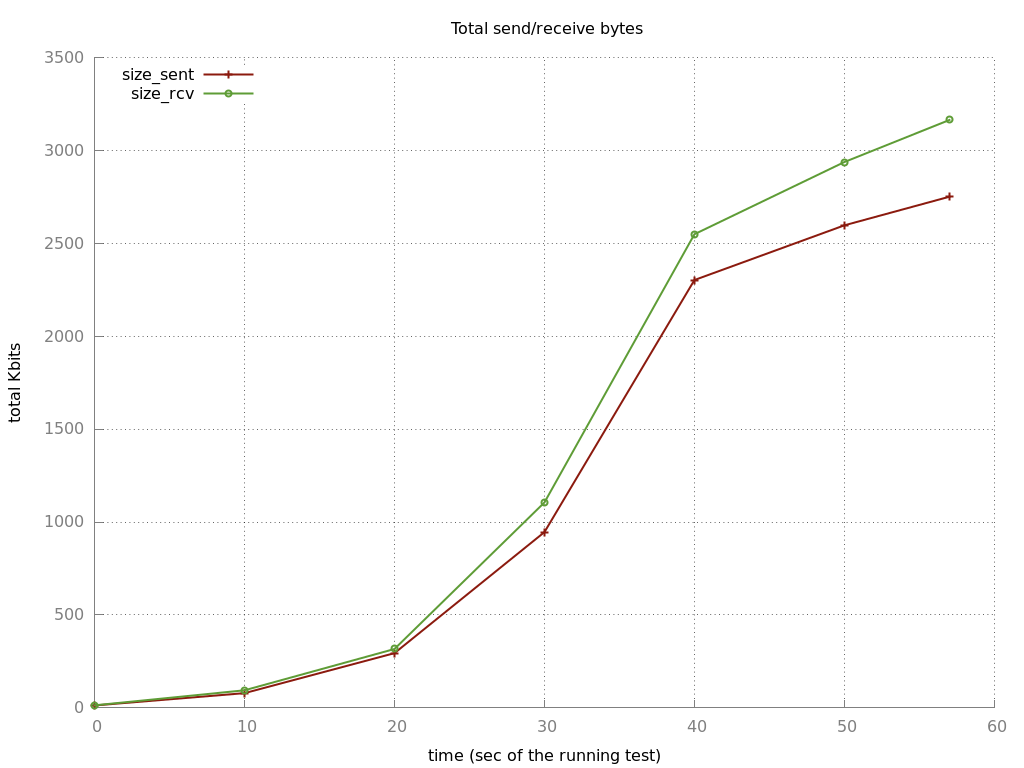 Total send/receive bytes
3500
size_sent
size_rcv
3000
2500
2000
1500
1000
500
0
total Kbits
0 10 20 30 40 50 60
time (sec of the running test)